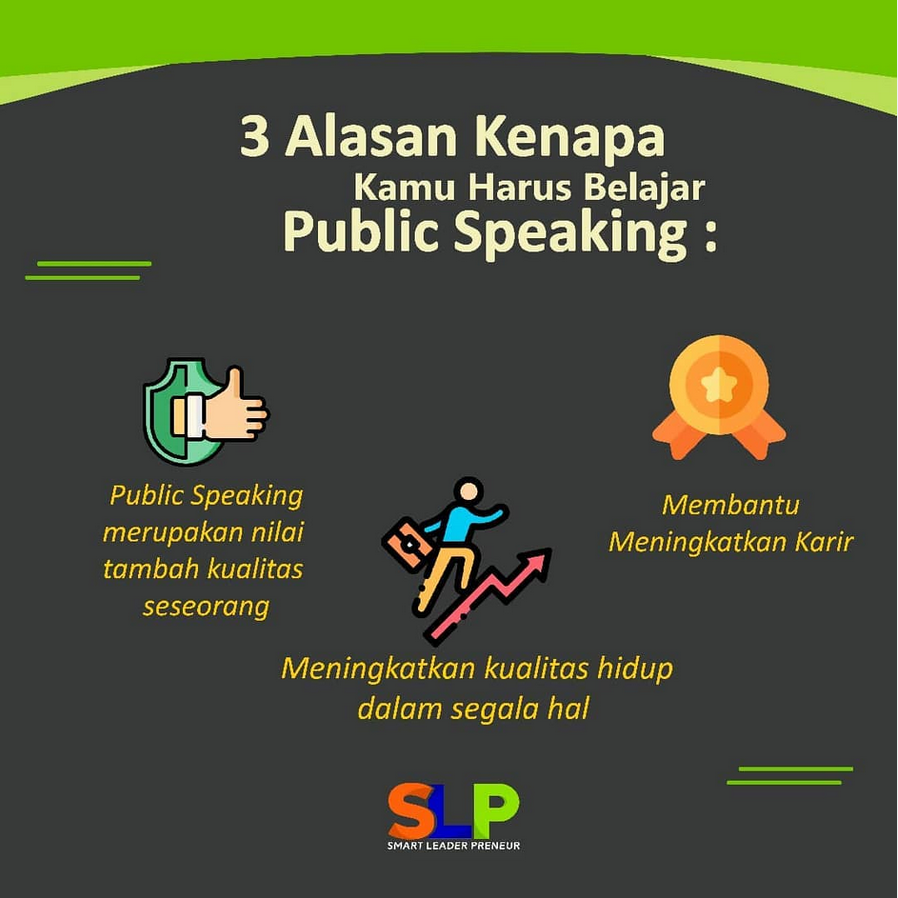 3 Alasan Kenapa
Kamu Harus Belajar
Public Speaking :
Public Speaking
merupakan nilai
tambah kualitas
seseorang
Membantu
Meningkatkan Karir
Meningkatkan kualitas hidup
dalam segala hal
SLP
SMART LEADER PRENEUR